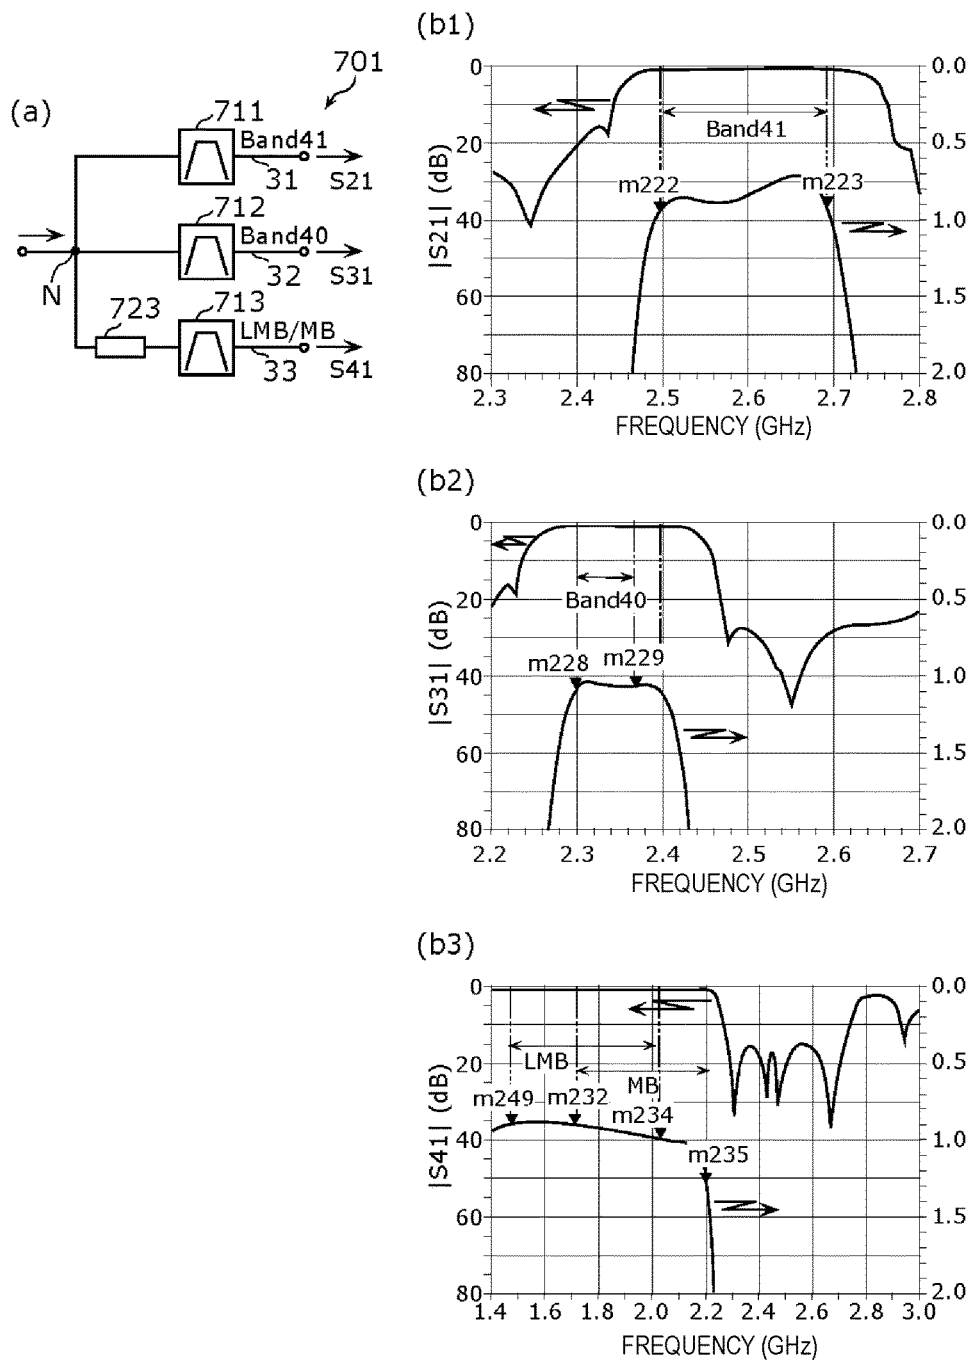 (a)
701
711
Band41
31
S21
712
Band40
N
32
S31
723
713
LMB/MB
33
S41
(b1)
|S21| (dB)
0
20
40
60
80
0.0
0.5
1.0
1.5
2.0
Band41
m222
m223
2.3 2.4 2.5 2.6 2.7 2.8
FREQUENCY (GHz)
(b2)
|S31| (dB)
0
20
40
60
80
0.0
0.5
1.0
1.5
2.0
Band40
m228
m229
2.2 2.3 2.4 2.5 2.6 2.7
FREQUENCY (GHz)
(b3)
|S41| (dB)
0
20
40
60
80
0.0
0.5
1.0
1.5
2.0
LMB
MB
m249
m232
m234
m235
1.4 1.6 1.8 2.0 2.2 2.4 2.6 2.8 3.0
FREQUENCY (GHz)